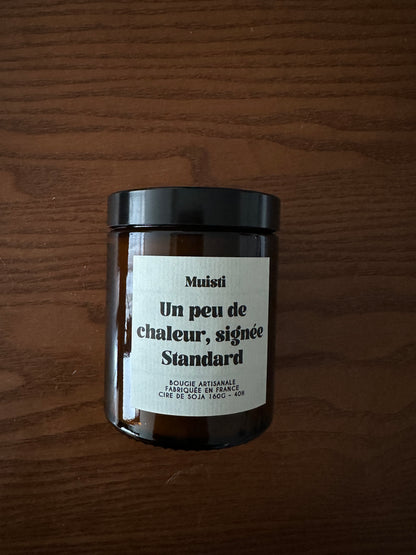 Muisti
Un peu de
chaleur, signée
Standard
BOUGIE ARTISANALE
FABRIQUÉE EN FRANCE
CIRE DE SOJA 160G - 40H